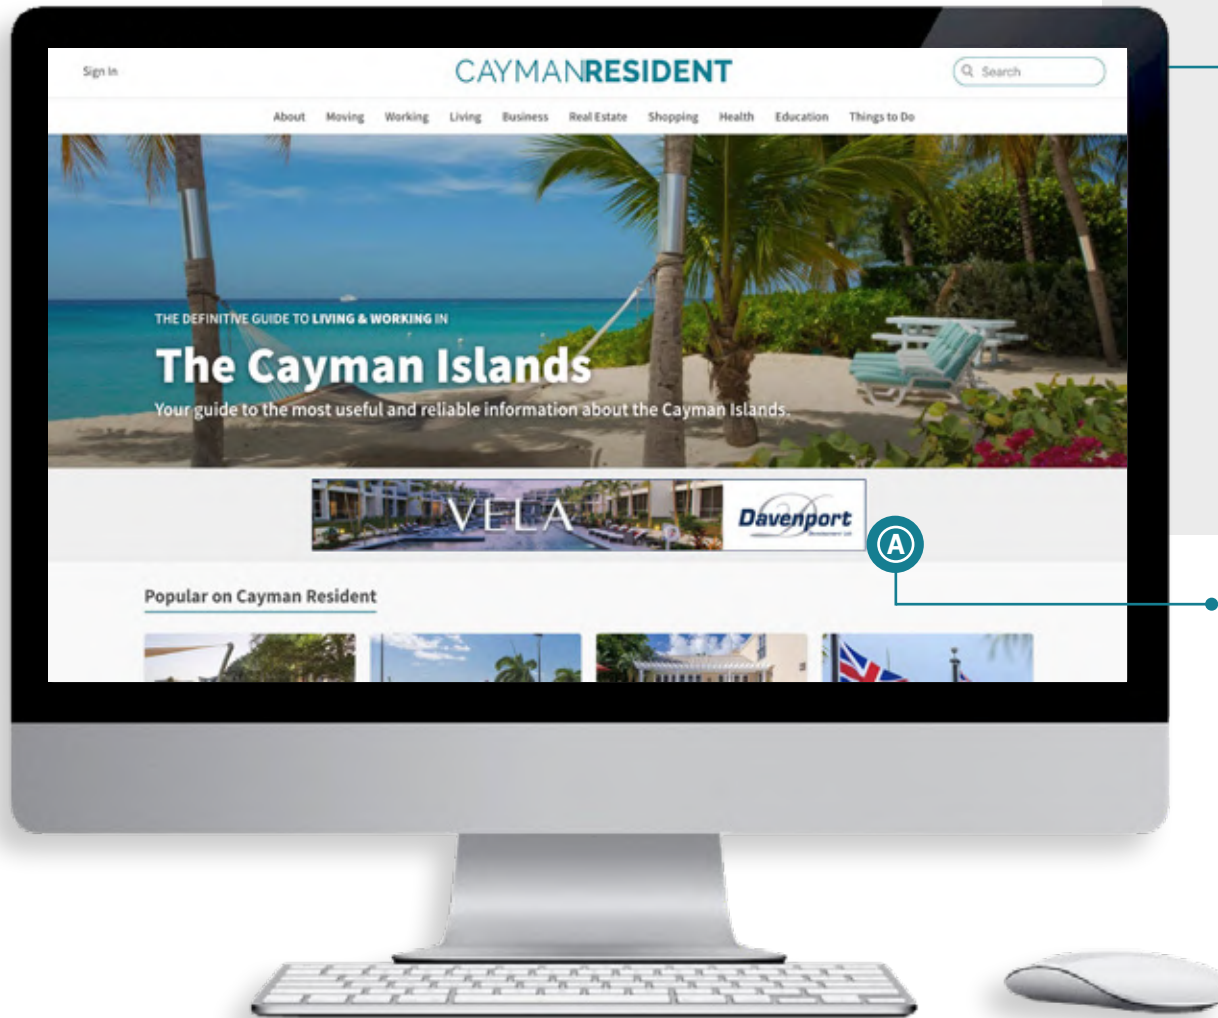 Sign In
CAYMANRESIDENT
Search
About Moving Working Living Business Real Estate Shopping Health Education Things to Do
THE DEFINITIVE GUIDE TO LIVING & WORKING IN
The Cayman Islands
Your guide to the most useful and reliable information about the Cayman Islands.
VELA
Davenport
A
Popular on Cayman Resident